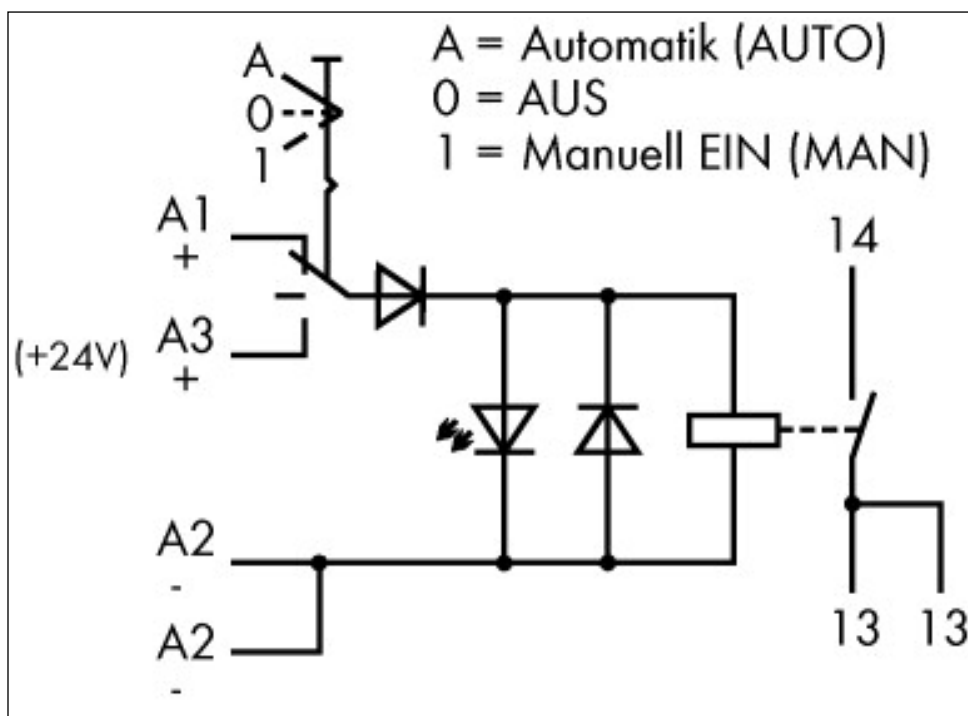 A = Automatik (AUTO)
0 = AUS
1 = Manuell EIN (MAN)
A
0
1
A1
+
(+24V) A3
+
A2
-
A2
-
14
13 13